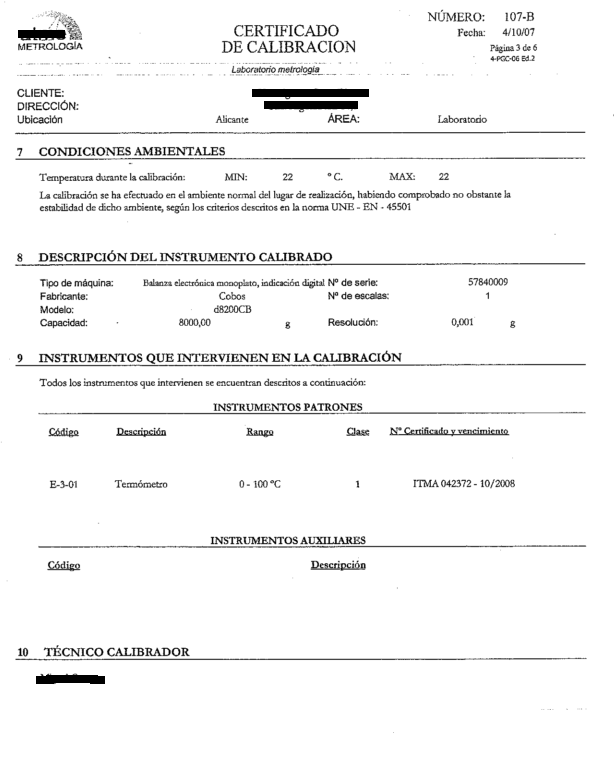 NÚMERO: 107-B
CERTIFICADO
DE CALIBRACION
Fecha: 4/10/07
METROLOGÍA
Página 3 de 6
4-PGC-06 Ed.2
Laboratorio metrología
CLIENTE:
DIRECCIÓN:
Ubicación Alicante ÁREA: Laboratorio
7 CONDICIONES AMBIENTALES
Temperatura durante la calibración: MIN: 22 º C. MAX: 22
La calibración se ha efectuado en el ambiente normal del lugar de realización, habiendo comprobado no obstante la
estabilidad de dicho ambiente, según los criterios descritos en la norma UNE - EN - 45501
8 DESCRIPCIÓN DEL INSTRUMENTO CALIBRADO
Tipo de máquina: Balanza electrónica monoplato, indicación digital Nº de serie: 57840009
Fabricante: Cobos Nº de escalas: 1
Modelo: d8200CB
Capacidad: 8000,00 g Resolución: 0,001 g
9 INSTRUMENTOS QUE INTERVIENEN EN LA CALIBRACIÓN
Todos los instrumentos que intervienen se encuentran descritos a continuación:
INSTRUMENTOS PATRONES
Código Descripción Rango Clase Nº Certificado y vencimiento
E-3-01 Termómetro 0 - 100 ºC 1 ITMA 042372 - 10/2008
INSTRUMENTOS AUXILIARES
Código Descripción
10 TÉCNICO CALIBRADOR